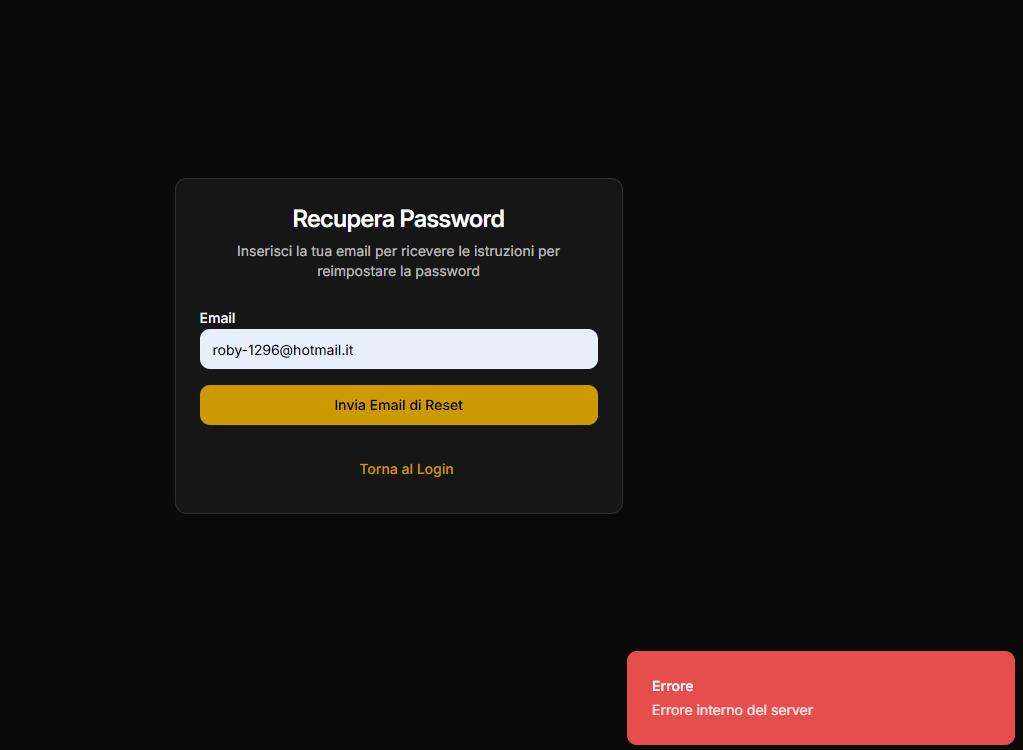 Recupera Password
Inserisci la tua email per ricevere le istruzioni per
reimpostare la password
Email
roby-1296@hotmail.it
Invia Email di Reset
Torna al Login
Errore
Errore interno del server